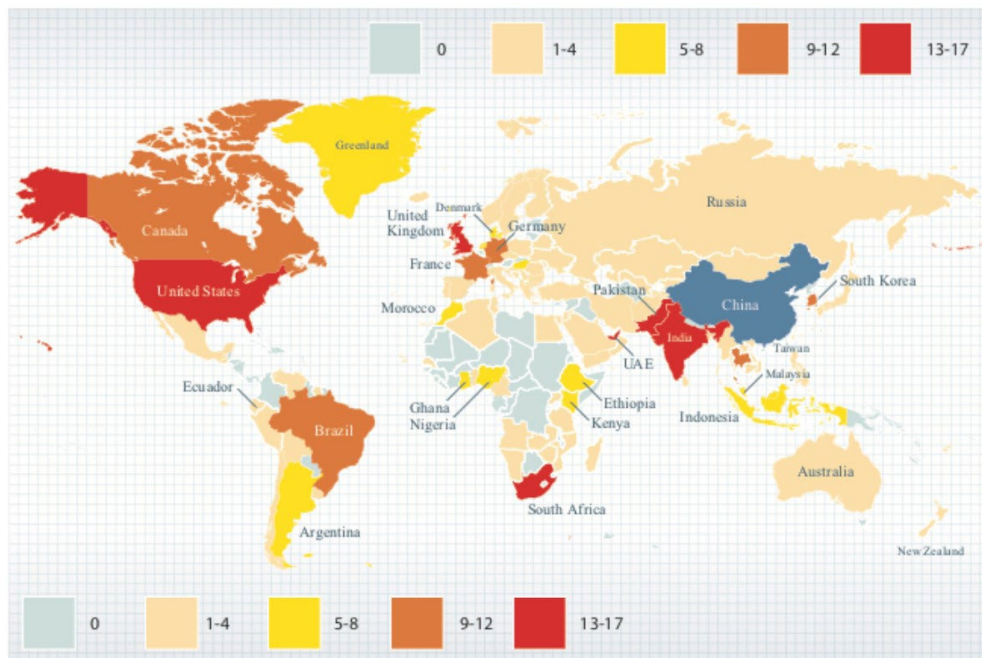 0
1-4
5-8
9-12
13-17
Greenland
Russia
Canada
United
Kingdom
Denmark
Germany
France
United States
Morocco
Pakistan
China
South Korea
India
UAE
Taiwan
Malaysia
Ecuador
Ghana
Nigeria
Ethiopia
Kenya
Indonesia
Brazil
Australia
South Africa
Argentina
New Zealand
0
1-4
5-8
9-12
13-17